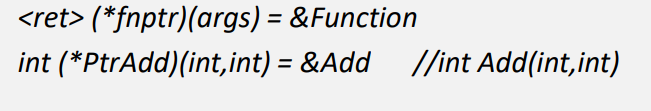 <ret> (*fnptr)(args) = &Function
int (*PtrAdd)(int,int) = &Add //int Add(int,int)